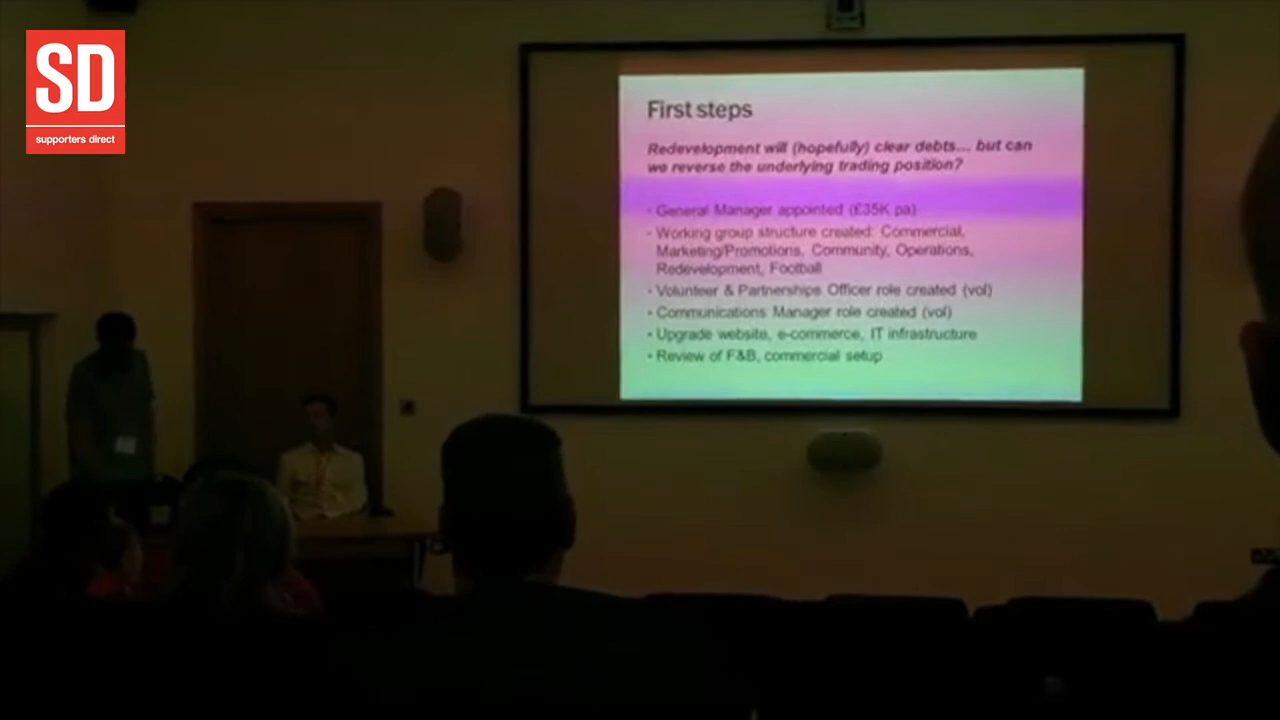 SD
supporters direct
First steps
Redevelopment will (hopefully) clear debts... but can
we reverse the underlying trading position?
• General Manager appointed (£35K pa)
• Working group structure created: Commercial,
Marketing/Promotions, Community, Operations,
Redevelopment, Football
• Volunteer & Partnerships Officer role created (vol)
• Communications Manager role created (vol)
• Upgrade website, e-commerce, IT infrastructure
• Review of F&B, commercial setup